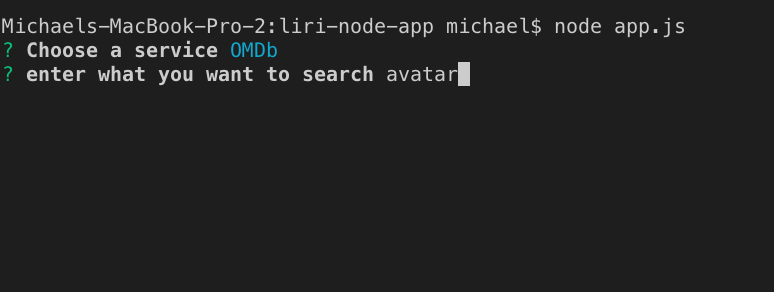 Michaels-MacBook-Pro-2:liri-node-app michael$ node app.js
? Choose a service OMDb
? enter what you want to search avatar